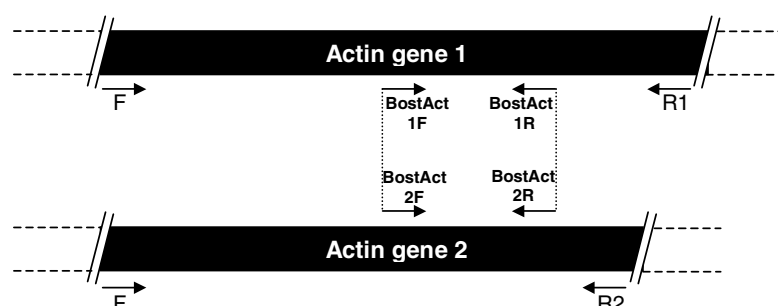 Actin gene 1
F
BostAct
1F
BostAct
1R
R1
BostAct
2F
BostAct
2R
Actin gene 2
F
R2